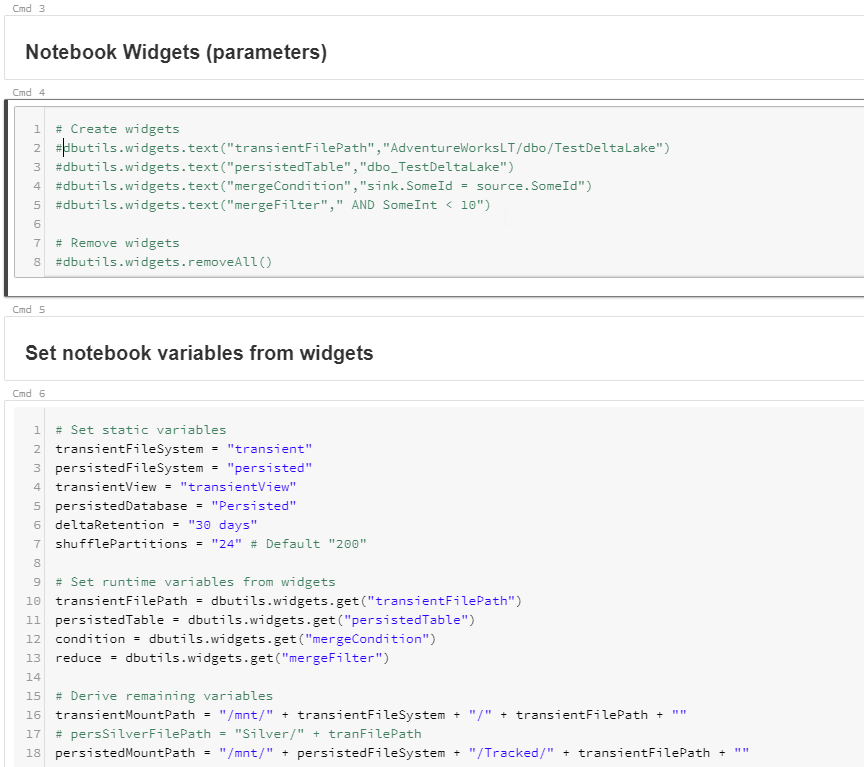 Cmd 3
Notebook Widgets (parameters)
Cmd 4
1 # Create widgets
2 #dbutils.widgets.text("transientFilePath","AdventureWorksLT/dbo/TestDeltaLake")
3 #dbutils.widgets.text("persistedTable","dbo_TestDeltaLake")
4 #dbutils.widgets.text("mergeCondition","sink.SomeId = source.SomeId")
5 #dbutils.widgets.text("mergeFilter"," AND SomeInt < 10")
6
7 # Remove widgets
8 #dbutils.widgets.removeAll()
Cmd 5
Set notebook variables from widgets
Cmd 6
1 # Set static variables
2 transientFileSystem = "transient"
3 persistedFileSystem = "persisted"
4 transientView = "transientView"
5 persistedDatabase = "Persisted"
6 deltaRetention = "30 days"
7 shufflePartitions = "24" # Default "200"
8
9 # Set runtime variables from widgets
10 transientFilePath = dbutils.widgets.get("transientFilePath")
11 persistedTable = dbutils.widgets.get("persistedTable")
12 condition = dbutils.widgets.get("mergeCondition")
13 reduce = dbutils.widgets.get("mergeFilter")
14
15 # Derive remaining variables
16 transientMountPath = "/mnt/" + transientFileSystem + "/" + transientFilePath + ""
17 # persSilverFilePath = "Silver/" + tranFilePath
18 persistedMountPath = "/mnt/" + persistedFileSystem + "/Tracked/" + transientFilePath + ""